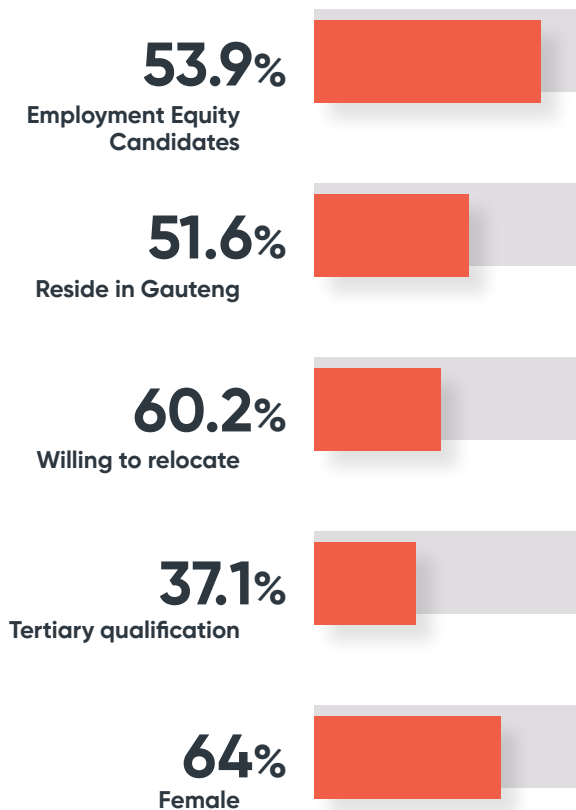 53.9%
Employment Equity
Candidates
51.6%
Reside in Gauteng
60.2%
Willing to relocate
37.1%
Tertiary qualification
64%
Female